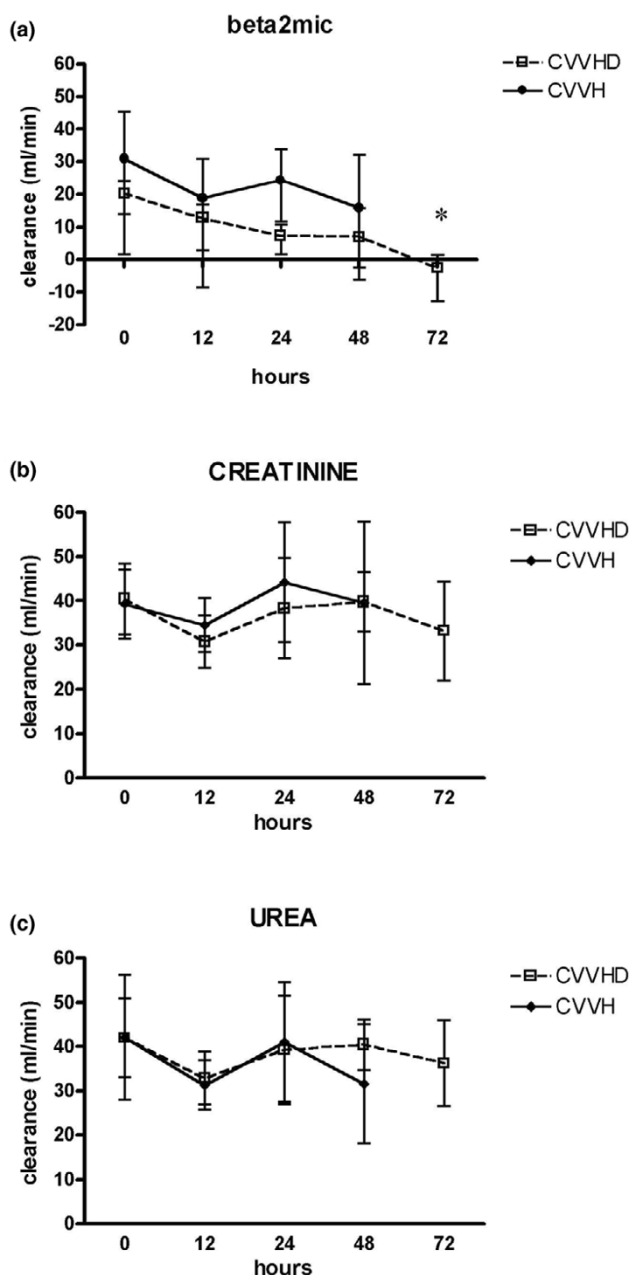 (a)
beta2mic
CVVHD
CVVH
clearance (ml/min)
60
50
40
30
20
10
0
-10
-20
*
0 12 24 48 72
hours
(b)
CREATININE
CVVHD
CVVH
clearance (ml/min)
60
50
40
30
20
10
0
0 12 24 48 72
hours
(c)
UREA
CVVHD
CVVH
clearance (ml/min)
60
50
40
30
20
10
0
0 12 24 48 72
hours